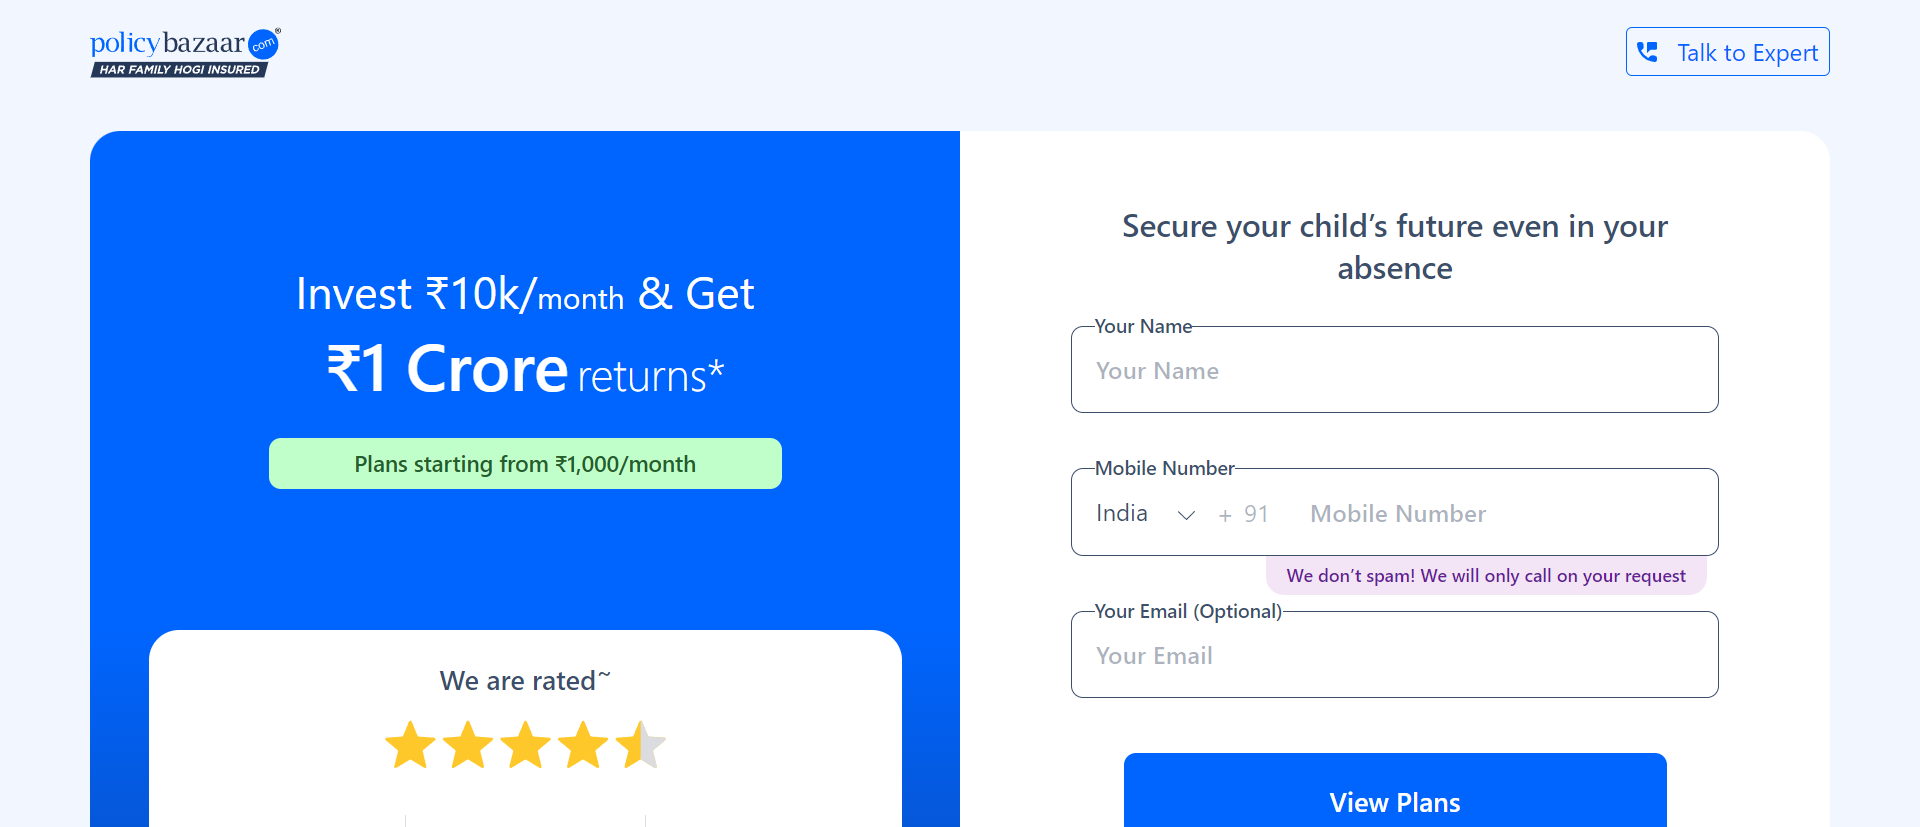 policybazaar com®
HAR FAMILY HOGI INSURED
Talk to Expert
Invest ₹10k/month & Get
₹1 Crore returns*
Plans starting from ₹1,000/month
We are rated~
Secure your child’s future even in your
absence
Your Name
Your Name
Mobile Number
India + 91 Mobile Number
We don’t spam! We will only call on your request
Your Email (Optional)
Your Email
View Plans